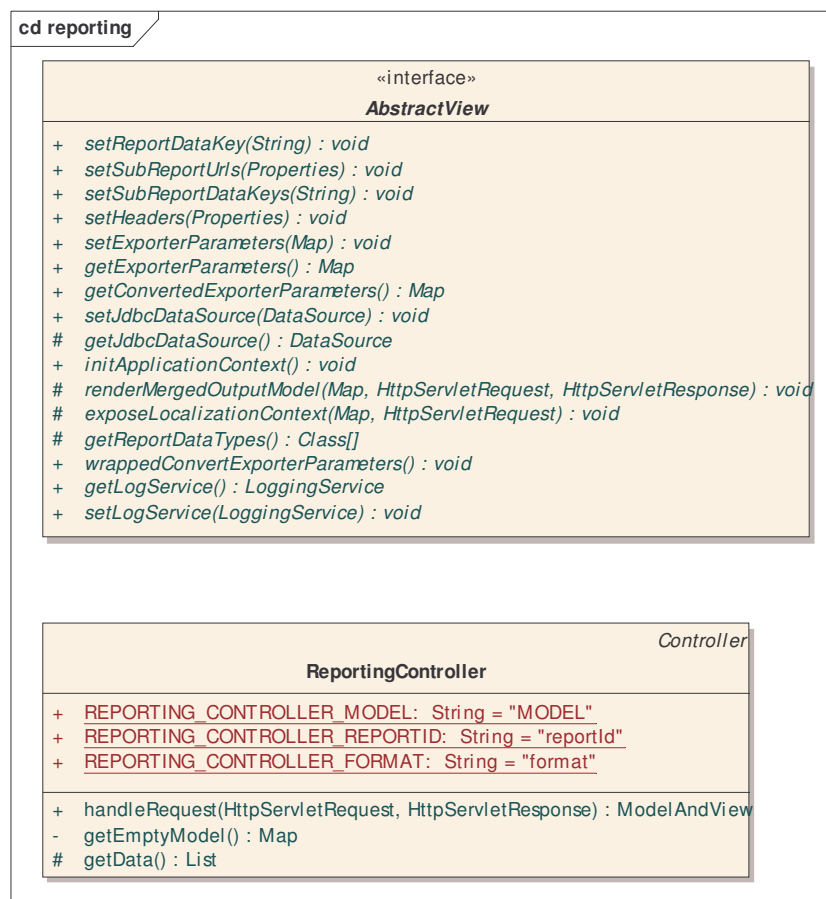 cd reporting
«interface»
AbstractView
+ setReportDataKey(String) : void
+ setSubReportUrls(Properties) : void
+ setSubReportDataKeys(String) : void
+ setHeaders(Properties) : void
+ setExporterParameters(Map) : void
+ getExporterParameters() : Map
+ getConvertedExporterParameters() : Map
+ setJdbcDataSource(DataSource) : void
# getJdbcDataSource() : DataSource
+ initApplicationContext() : void
# renderMergedOutputModel(Map, HttpServletRequest, HttpServletResponse) : void
# exposeLocalizationContext(Map, HttpServletRequest) : void
# getReportDataTypes() : Class[]
+ wrappedConvertExporterParameters() : void
+ getLogService() : LoggingService
+ setLogService(LoggingService) : void
Controller
ReportingController
+ REPORTING_CONTROLLER_MODEL: String = "MODEL"
+ REPORTING_CONTROLLER_REPORTID: String = "reportId"
+ REPORTING_CONTROLLER_FORMAT: String = "format"
+ handleRequest(HttpServletRequest, HttpServletResponse) : ModelAndView
- getEmptyModel() : Map
# getData() : List